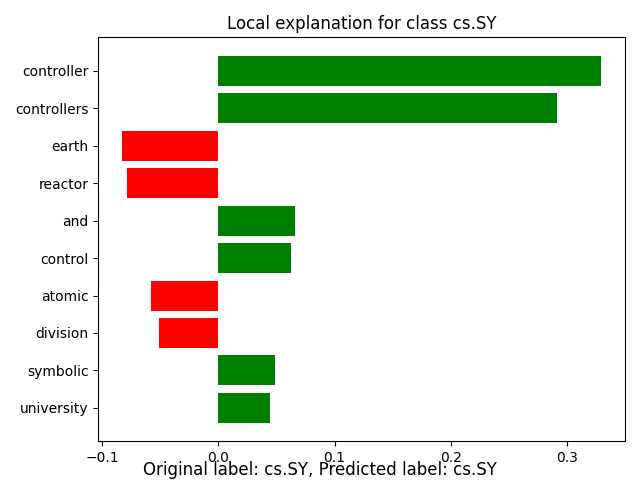 Local explanation for class cs.SY
controller
controllers
earth
reactor
and
control
atomic
division
symbolic
university
−0.1 0.0 0.1 0.2 0.3
Original label: cs.SY, Predicted label: cs.SY